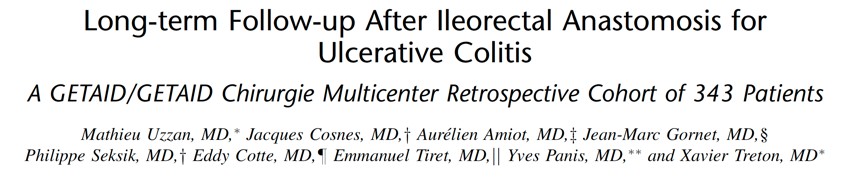 Long-term Follow-up After Ileorectal Anastomosis for
Ulcerative Colitis
A GETAID/GETAID Chirurgie Multicenter Retrospective Cohort of 343 Patients
Mathieu Uzzan, MD,* Jacques Cosnes, MD,† Aurélien Amiot, MD,‡ Jean-Marc Gornet, MD,§
Philippe Seksik, MD,† Eddy Cotte, MD,¶ Emmanuel Tiret, MD,|| Yves Panis, MD,** and Xavier Treton, MD*